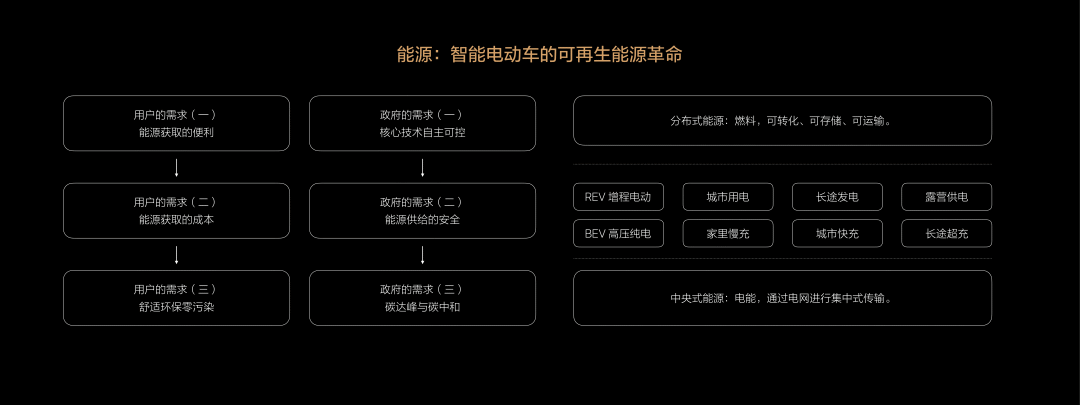 能源：智能电动车的可再生能源革命
用户的需求（一）
能源获取的便利
用户的需求（二）
能源获取的成本
用户的需求（三）
舒适环保零污染
政府的需求（一）
核心技术自主可控
政府的需求（二）
能源供给的安全
政府的需求（三）
碳达峰与碳中和
分布式能源：燃料，可转化、可存储、可运输。
REV 增程电动
城市用电
长途发电
露营供电
BEV 高压纯电
家里慢充
城市快充
长途超充
中央式能源：电能，通过电网进行集中式传输。